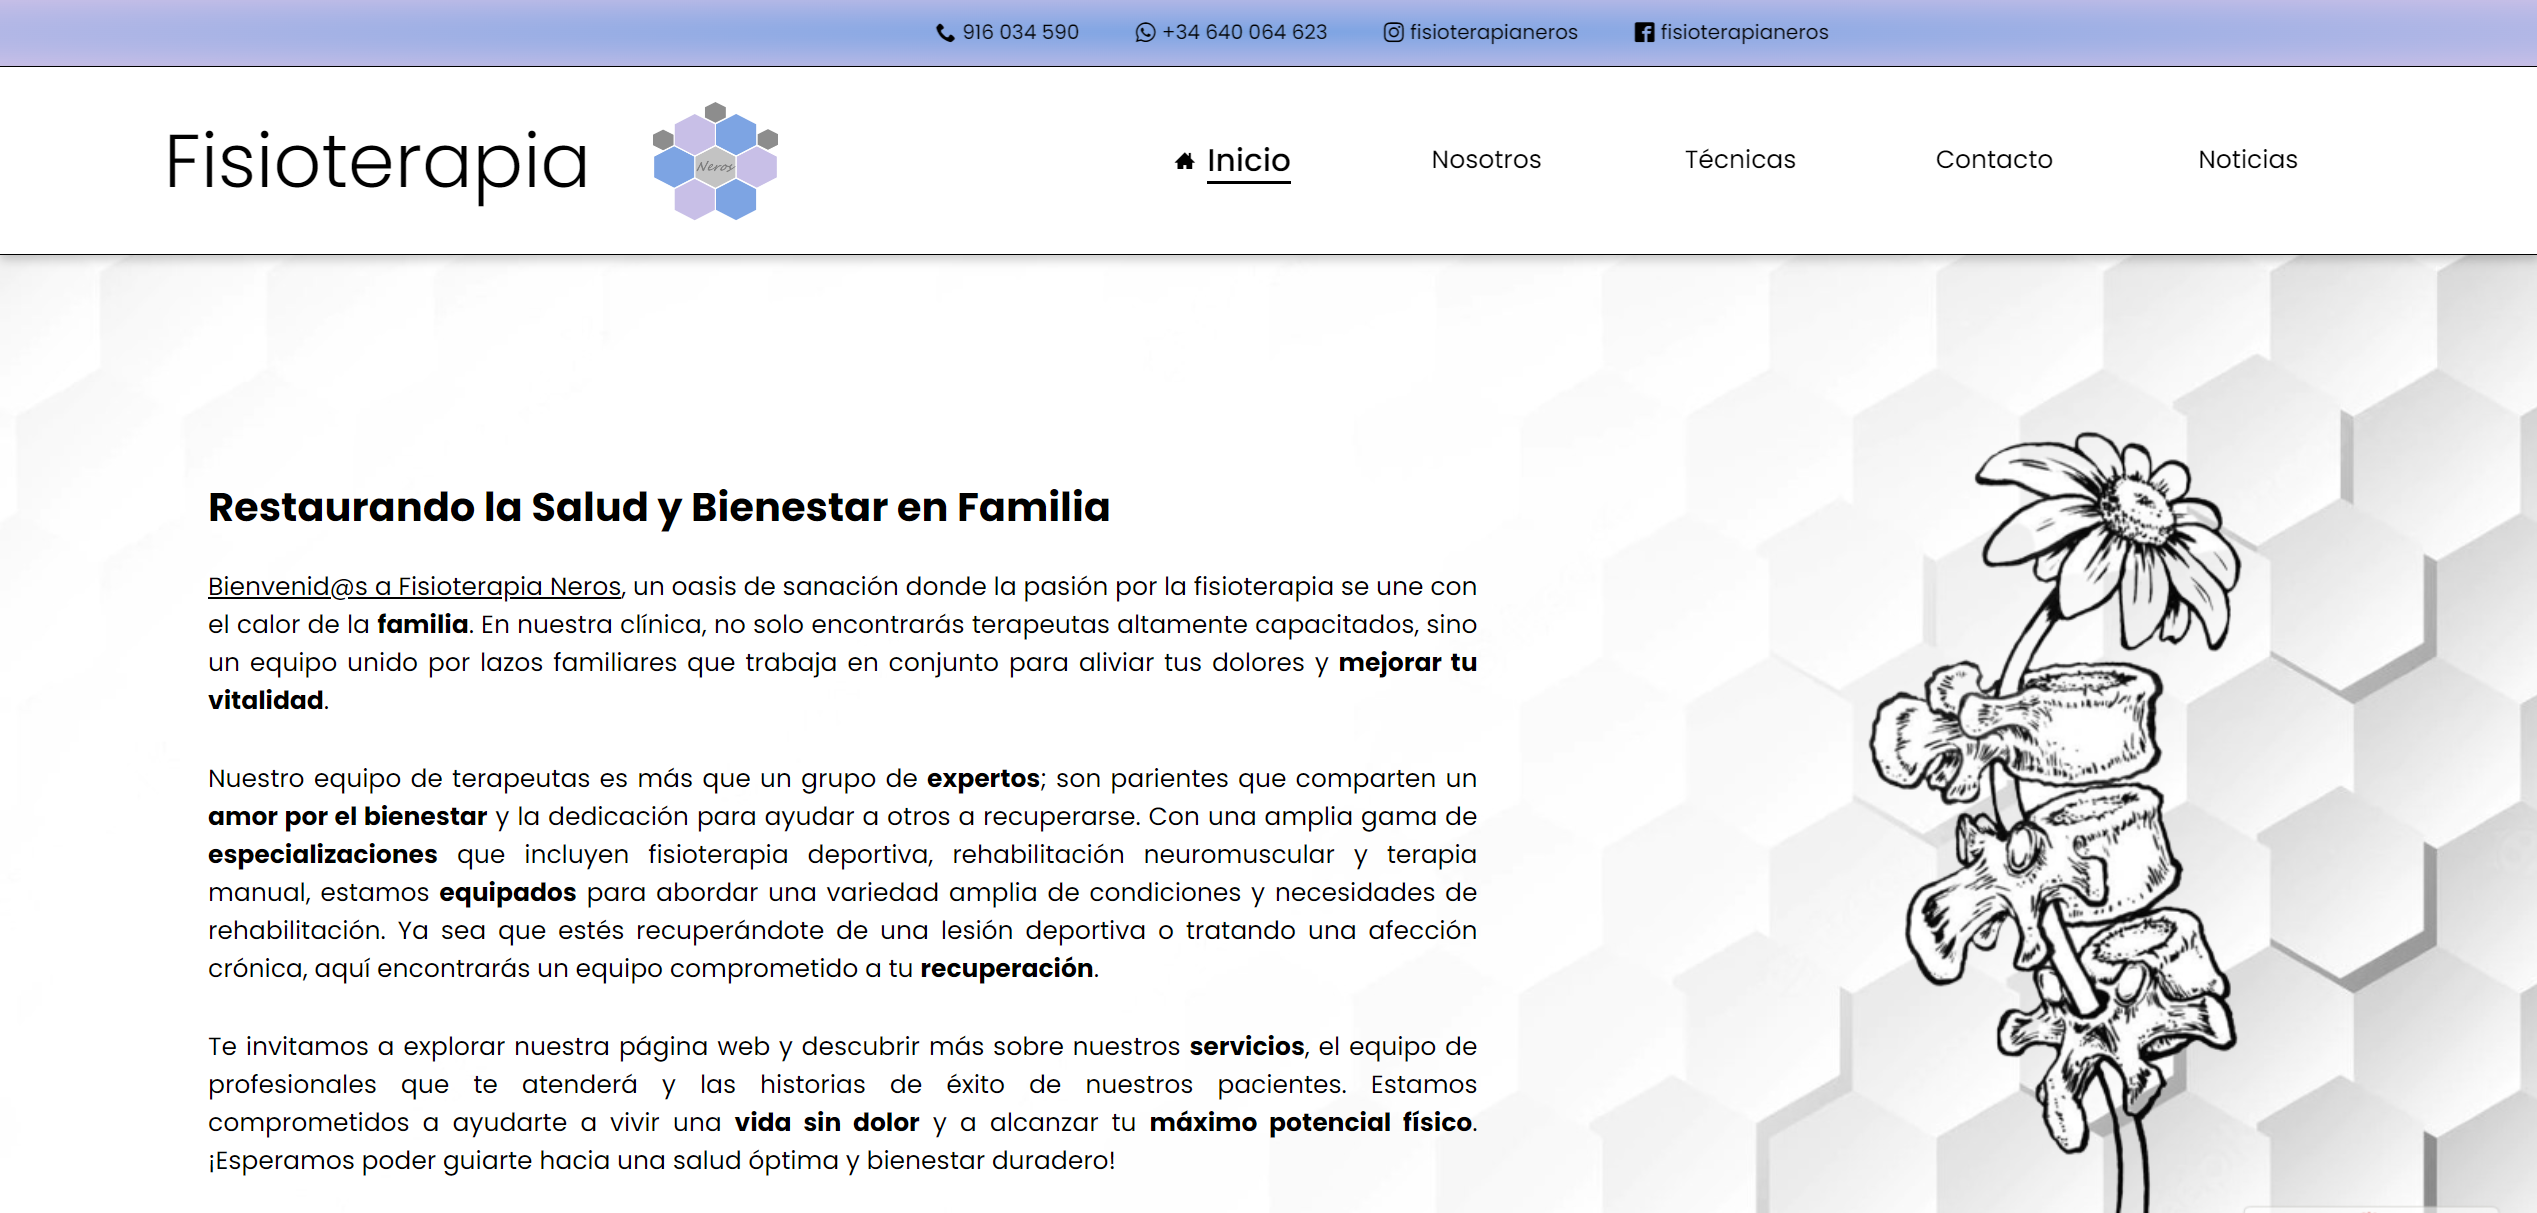 916 034 590
+34 640 064 623
fisioterapianeros
fisioterapianeros
Fisioterapia
Neros
Inicio
Nosotros
Técnicas
Contacto
Noticias
Restaurando la Salud y Bienestar en Familia
Bienvenid@s a Fisioterapia Neros, un oasis de sanación donde la pasión por la fisioterapia se une con
el calor de la familia. En nuestra clínica, no solo encontrarás terapeutas altamente capacitados, sino
un equipo unido por lazos familiares que trabaja en conjunto para aliviar tus dolores y mejorar tu
vitalidad.
Nuestro equipo de terapeutas es más que un grupo de expertos; son parientes que comparten un
amor por el bienestar y la dedicación para ayudar a otros a recuperarse. Con una amplia gama de
especializaciones que incluyen fisioterapia deportiva, rehabilitación neuromuscular y terapia
manual, estamos equipados para abordar una variedad amplia de condiciones y necesidades de
rehabilitación. Ya sea que estés recuperándote de una lesión deportiva o tratando una afección
crónica, aquí encontrarás un equipo comprometido a tu recuperación.
Te invitamos a explorar nuestra página web y descubrir más sobre nuestros servicios, el equipo de
profesionales que te atenderá y las historias de éxito de nuestros pacientes. Estamos
comprometidos a ayudarte a vivir una vida sin dolor y a alcanzar tu máximo potencial físico.
¡Esperamos poder guiarte hacia una salud óptima y bienestar duradero!